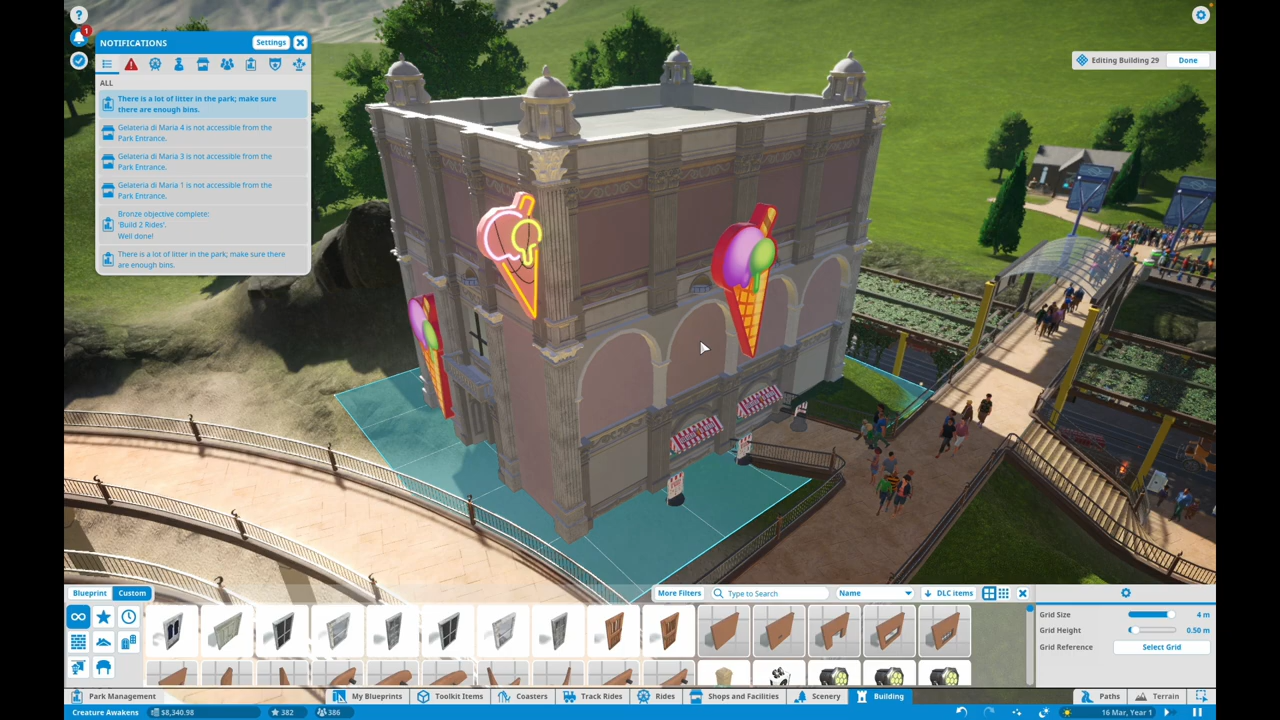 ?
1
NOTIFICATIONS
Settings
ALL
There is a lot of litter in the park; make sure
there are enough bins.
Gelateria di Maria 4 is not accessible from the
Park Entrance.
Gelateria di Maria 3 is not accessible from the
Park Entrance.
Gelateria di Maria 1 is not accessible from the
Park Entrance.
Bronze objective complete:
'Build 2 Rides'.
Well done!
There is a lot of litter in the park; make sure there
are enough bins.
Editing Building 29
Done
Blueprint
Custom
More Filters
Type to Search
Name
DLC items
Grid Size
4 m
Grid Height
0.50 m
Grid Reference
Select Grid
Park Management
My Blueprints
Toolkit Items
Coasters
Track Rides
Rides
Shops and Facilities
Scenery
Building
Paths
Terrain
Creature Awakens
$8,340.98
382
386
16 Mar, Year 1